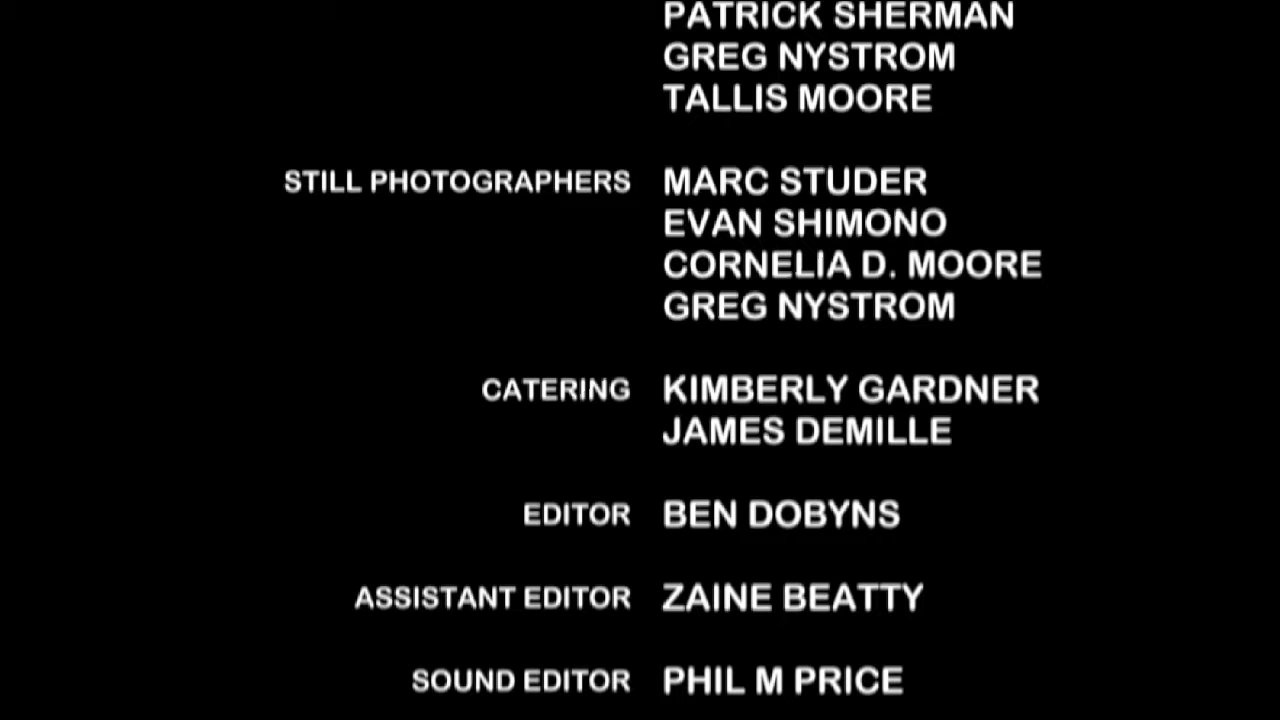 PATRICK SHERMAN
GREG NYSTROM
TALLIS MOORE
STILL PHOTOGRAPHERS MARC STUDER
EVAN SHIMONO
CORNELIA D. MOORE
GREG NYSTROM
CATERING KIMBERLY GARDNER
JAMES DEMILLE
EDITOR BEN DOBYNS
ASSISTANT EDITOR ZAINE BEATTY
SOUND EDITOR PHIL M PRICE